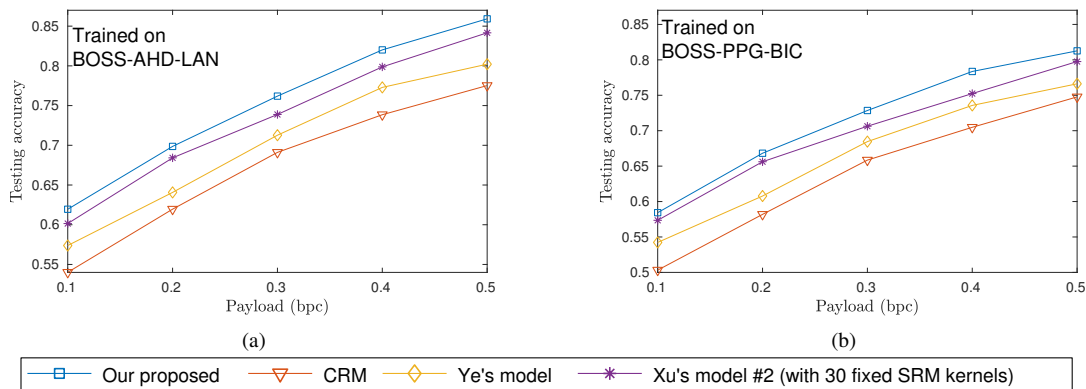 Trained on
BOSS-AHD-LAN
Testing accuracy
0.85
0.8
0.75
0.7
0.65
0.6
0.55
0.1 0.2 0.3 0.4 0.5
Payload (bpc)
(a)
Trained on
BOSS-PPG-BIC
Testing accuracy
0.85
0.8
0.75
0.7
0.65
0.6
0.55
0.5
0.1 0.2 0.3 0.4 0.5
Payload (bpc)
(b)
Our proposed CRM Ye's model Xu's model #2 (with 30 fixed SRM kernels)